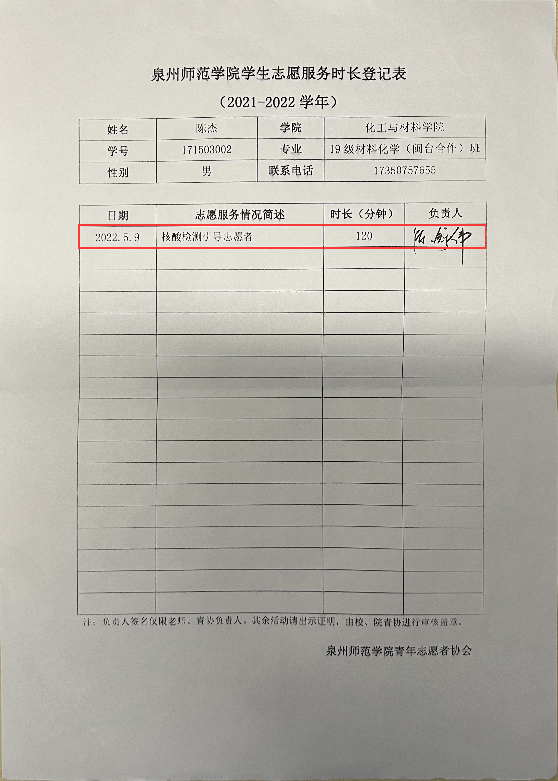 泉州师范学院学生志愿服务时长登记表
（2021-2022 学年）
姓名 陈杰 学院 化工与材料学院
学号 171503002 专业 19级材料化学（闽台合作）班
性别 男 联系电话 17350757655
日期 志愿服务情况简述 时长（分钟） 负责人
2022.5.9 核酸检测引导志愿者 120
注：负责人签名仅限老师、青协负责人，其余活动请出示证明，由校、院青协进行审核盖章。
泉州师范学院青年志愿者协会